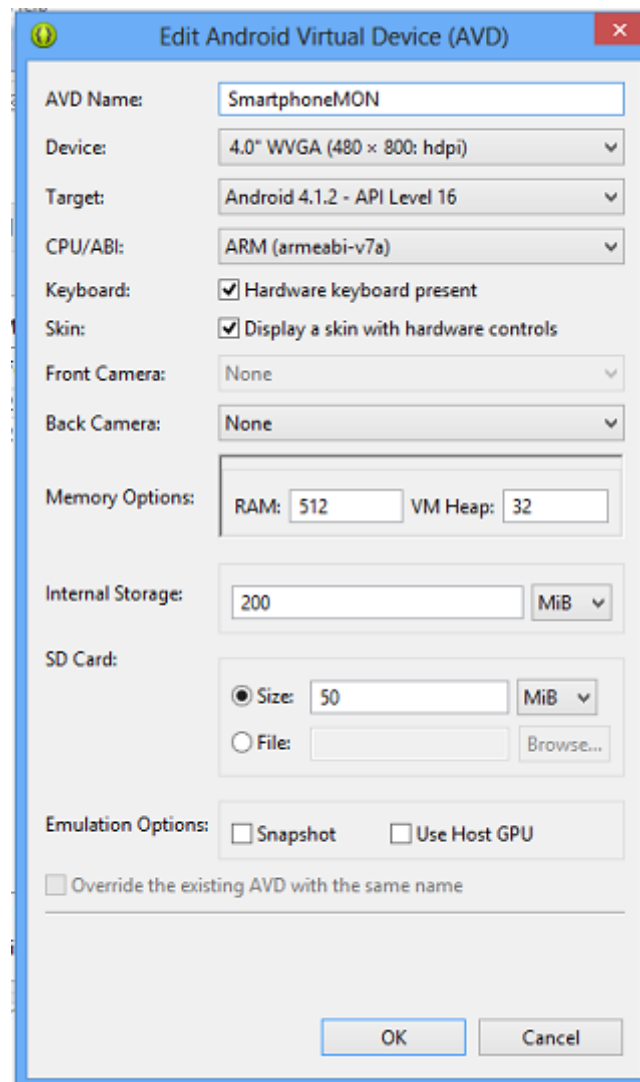 Edit Android Virtual Device (AVD)
AVD Name: SmartphoneMON
Device: 4.0" WVGA (480 × 800: hdpi)
Target: Android 4.1.2 - API Level 16
CPU/ABI: ARM (armeabi-v7a)
Keyboard: Hardware keyboard present
Skin: Display a skin with hardware controls
Front Camera: None
Back Camera: None
Memory Options: RAM: 512 VM Heap: 32
Internal Storage: 200 MiB
SD Card:
Size: 50 MiB
File: Browse...
Emulation Options: Snapshot Use Host GPU
Override the existing AVD with the same name
OK Cancel